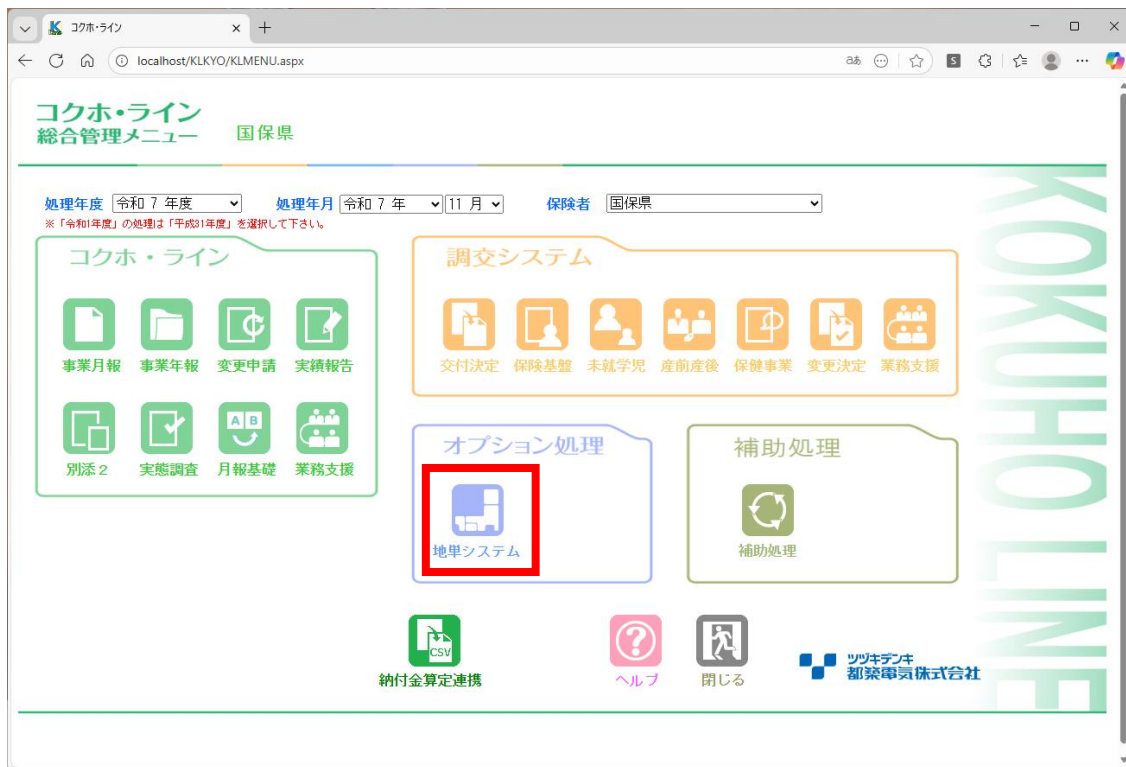 コクホ・ライン
localhost/KLKYO/KLMENU.aspx
コクホ・ライン
総合管理メニュー 国保県
処理年度 令和 7 年度 処理年月 令和 7 年 11 月 保険者 国保県
※「令和1年度」の処理は「平成31年度」を選択して下さい。
コクホ・ライン
事業月報 事業年報 変更申請 実績報告
別添2 実態調査 月報基礎 業務支援
調交システム
交付決定 保険基盤 未就学児 産前産後 保健事業 変更決定 業務支援
オプション処理
地単システム
補助処理
補助処理
CSV
納付金算定連携
ヘルプ
閉じる
ツヅキデンキ
都築電気株式会社
KOKUHO LINE